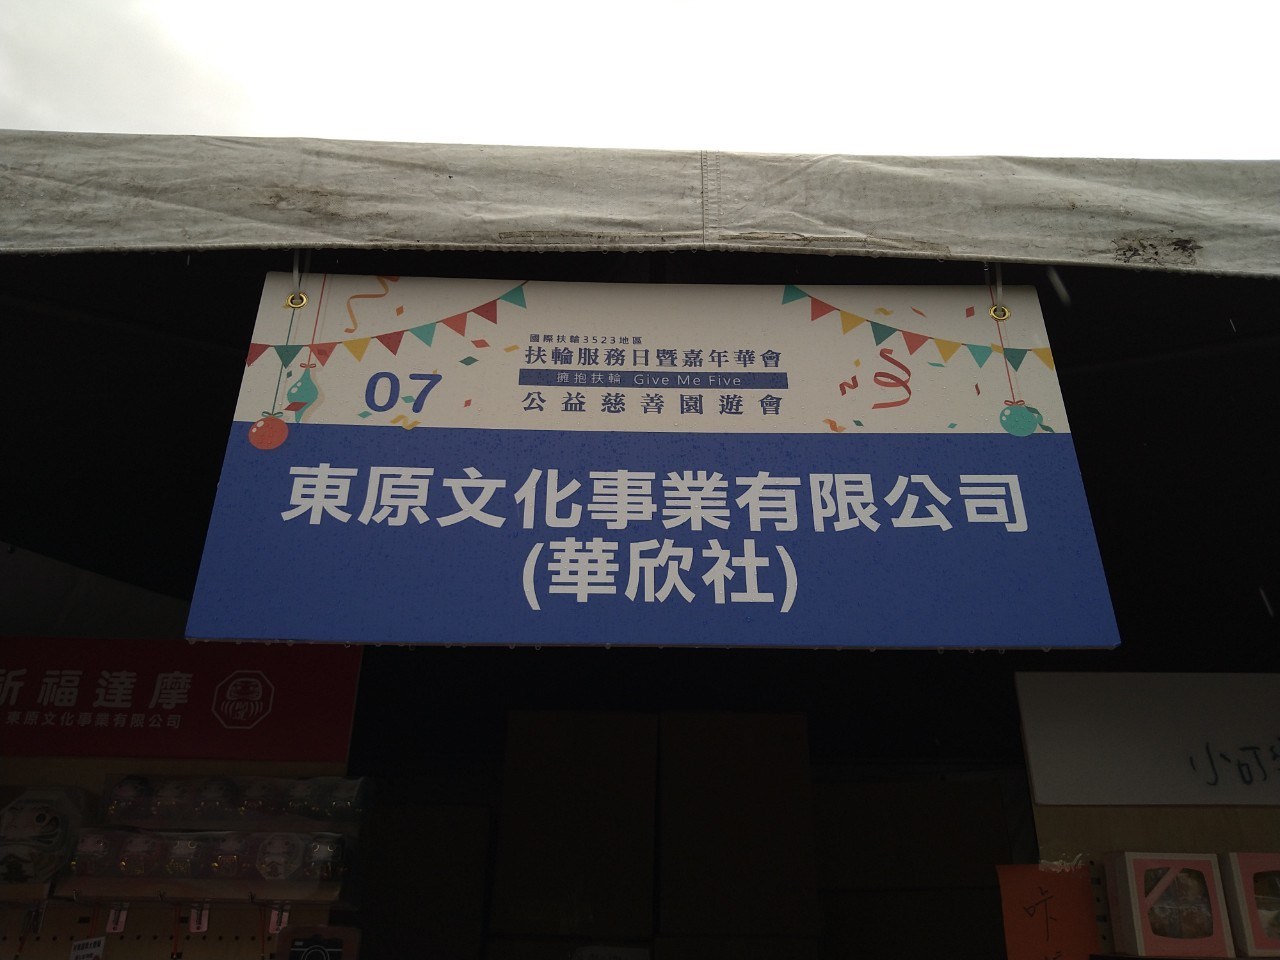 國際扶輪3523地區
扶輪服務日暨嘉年華會
擁抱扶輪 Give Me Five
公益慈善園遊會
07
東原文化事業有限公司
(華欣社)
祈福達摩
東原文化事業有限公司
小叮